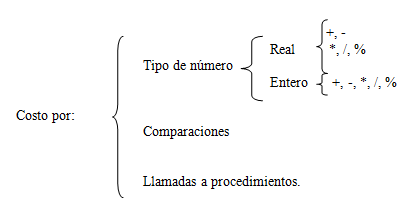 +, -
Real *, /, %
Tipo de número
Entero +, -, *, /, %
Costo por:
Comparaciones
Llamadas a procedimientos.